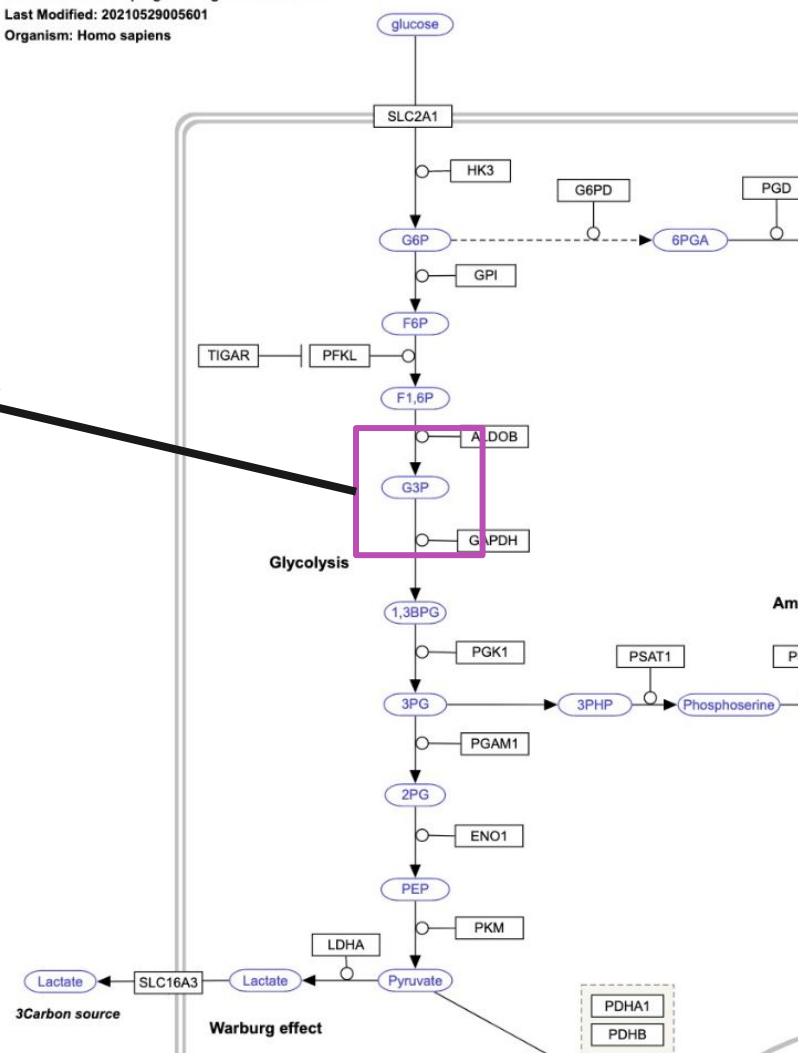 Last Modified: 20210529005601
Organism: Homo sapiens
glucose
SLC2A1
HK3
G6PD
PGD
G6P
6PGA
GPI
F6P
TIGAR
PFKL
F1,6P
ALDOB
G3P
GAPDH
Glycolysis
1,3BPG
Am
PGK1
PSAT1
P
3PG
3PHP
Phosphoserine
PGAM1
2PG
ENO1
PEP
PKM
LDHA
Lactate
SLC16A3
Lactate
Pyruvate
3Carbon source
Warburg effect
PDHA1
PDHB